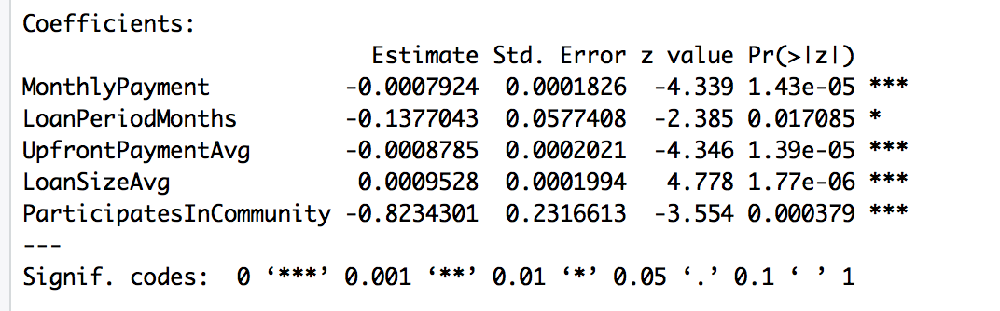 Coefficients:
Estimate Std. Error z value Pr(>|z|)
MonthlyPayment -0.0007924 0.0001826 -4.339 1.43e-05 ***
LoanPeriodMonths -0.1377043 0.0577408 -2.385 0.017085 *
UpfrontPaymentAvg -0.0008785 0.0002021 -4.346 1.39e-05 ***
LoanSizeAvg 0.0009528 0.0001994 4.778 1.77e-06 ***
ParticipatesInCommunity -0.8234301 0.2316613 -3.554 0.000379 ***
---
Signif. codes: 0 ‘***’ 0.001 ‘**’ 0.01 ‘*’ 0.05 ‘.’ 0.1 ‘ ’ 1